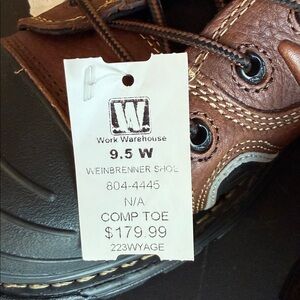 W
Work Warehouse
9.5 W
WEINBRENNER SHOE
804-4445
N/A
COMP TOE
$179.99
223WYAGE